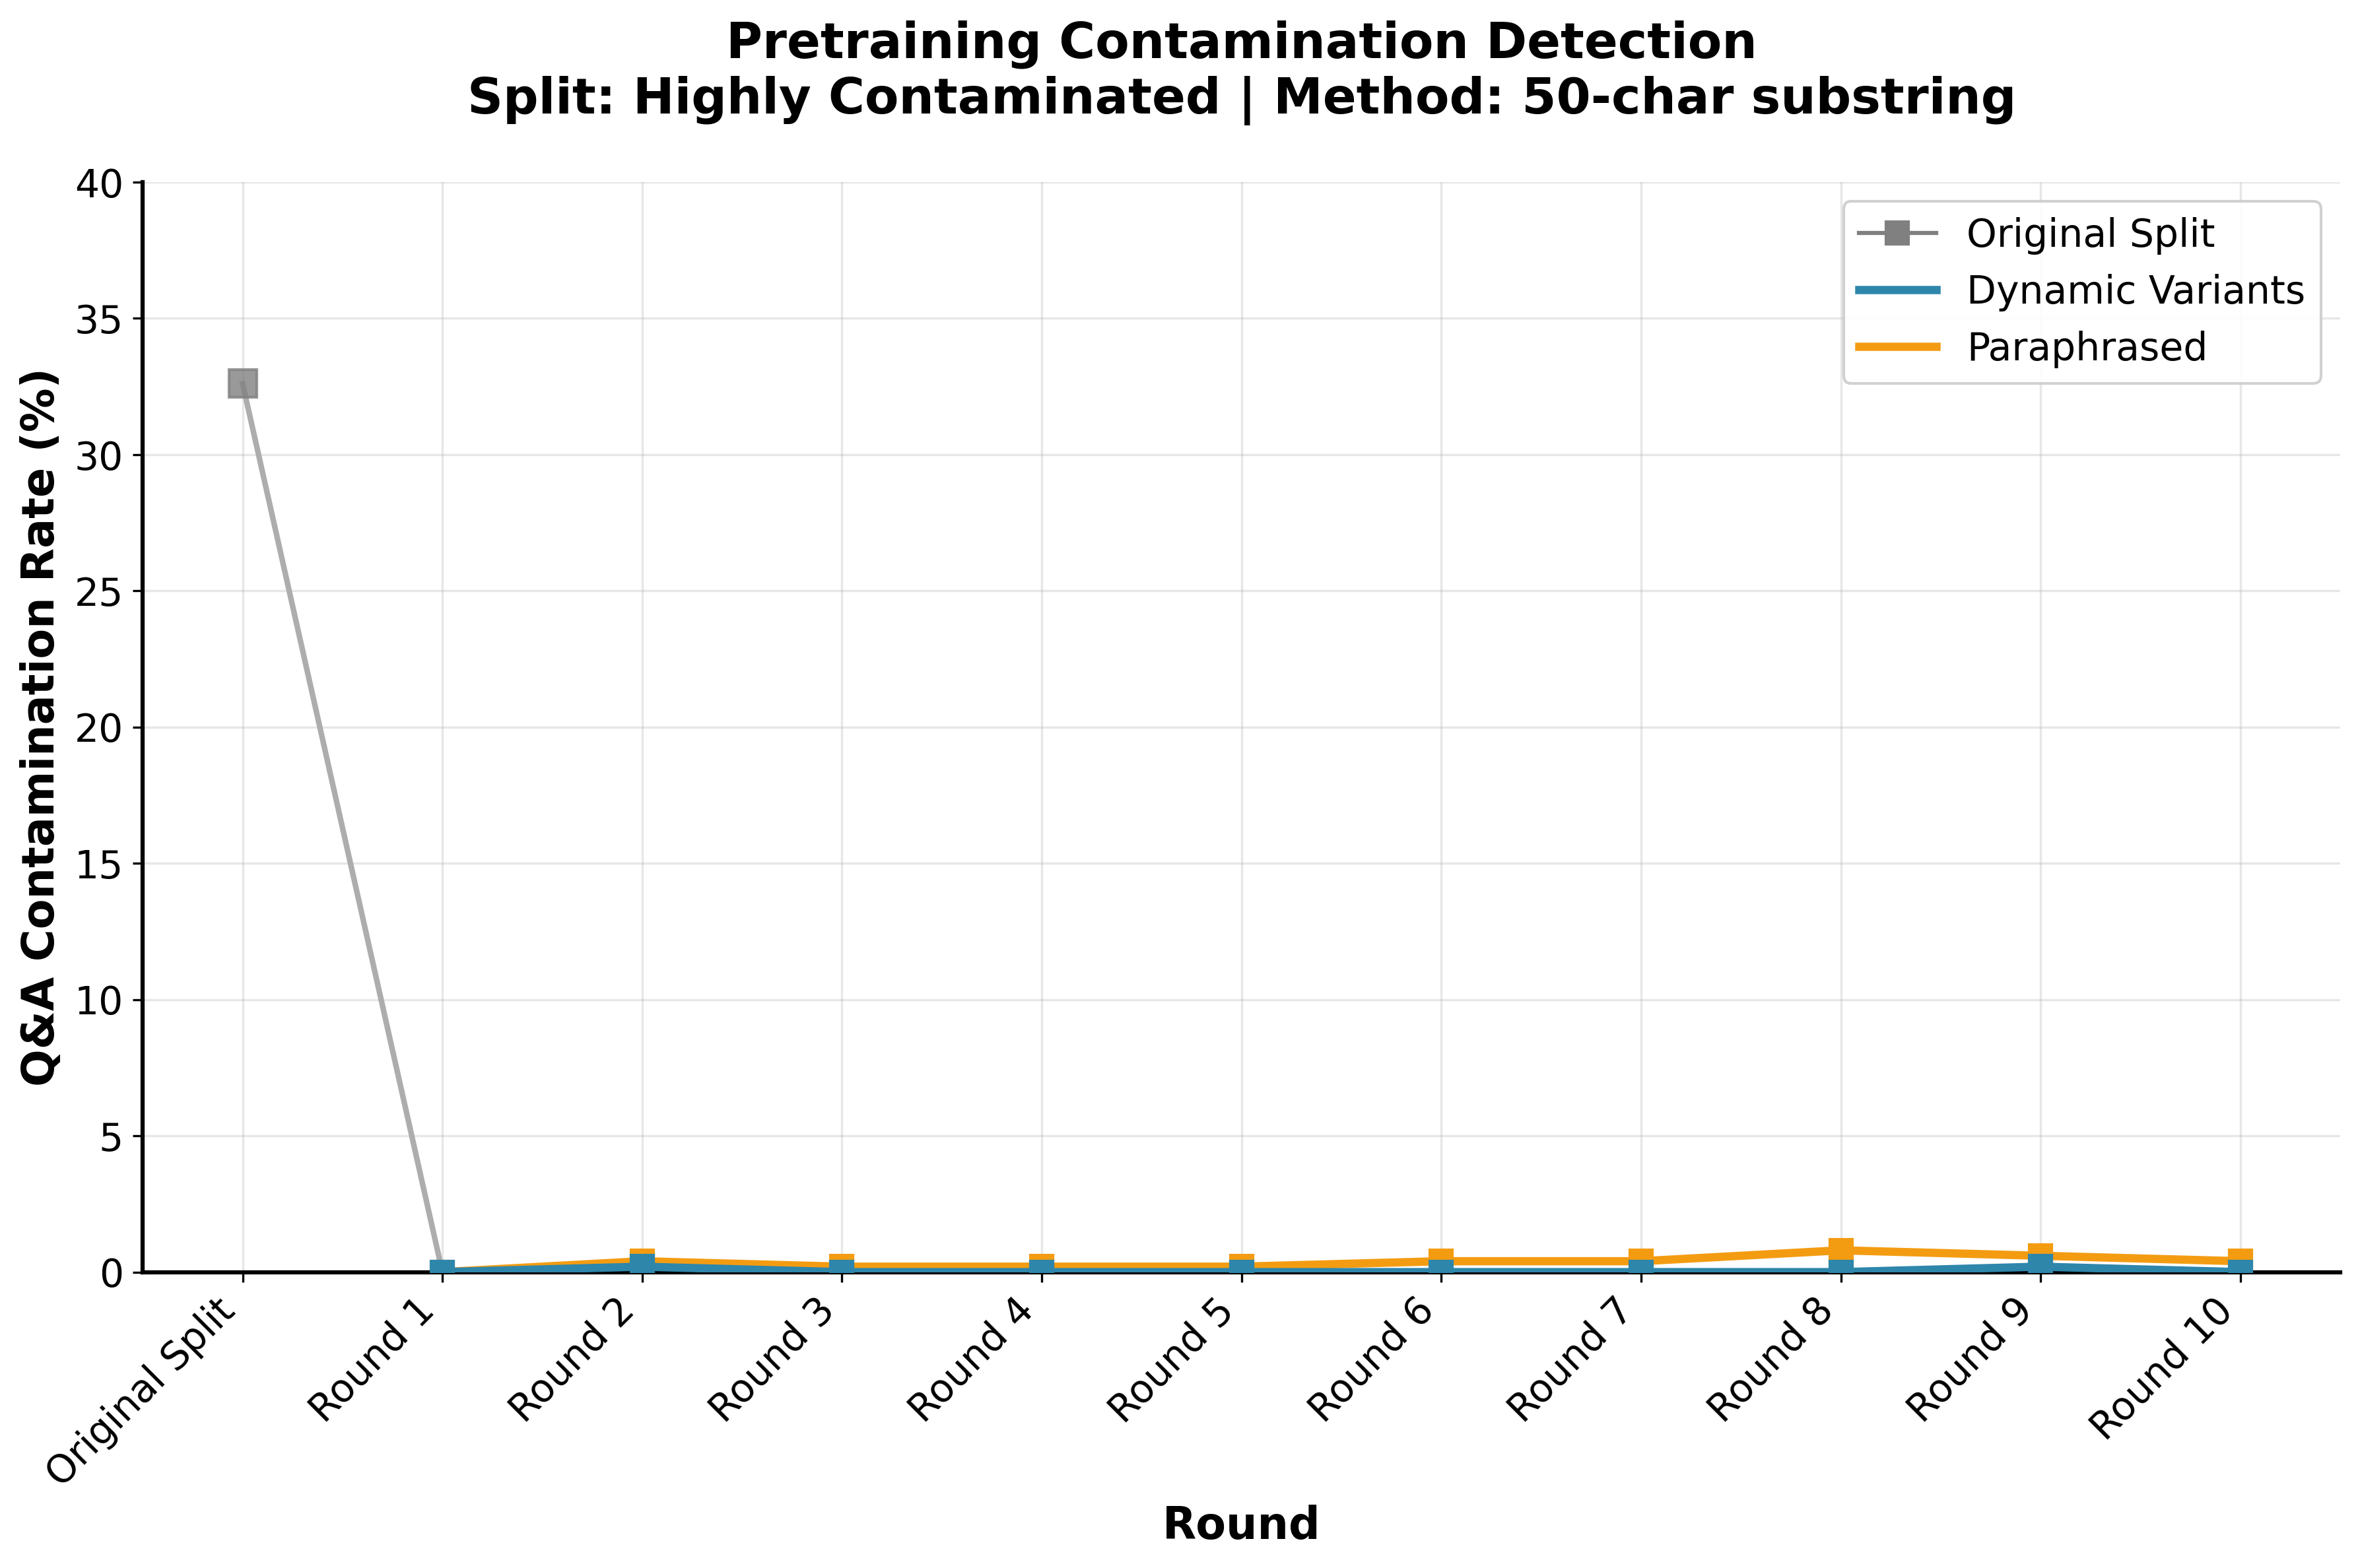 Pretraining Contamination Detection
Split: Highly Contaminated | Method: 50-char substring
Q&A Contamination Rate (%)
40
35
30
25
20
15
10
5
0
Original Split
Dynamic Variants
Paraphrased
Original Split
Round 1
Round 2
Round 3
Round 4
Round 5
Round 6
Round 7
Round 8
Round 9
Round 10
Round